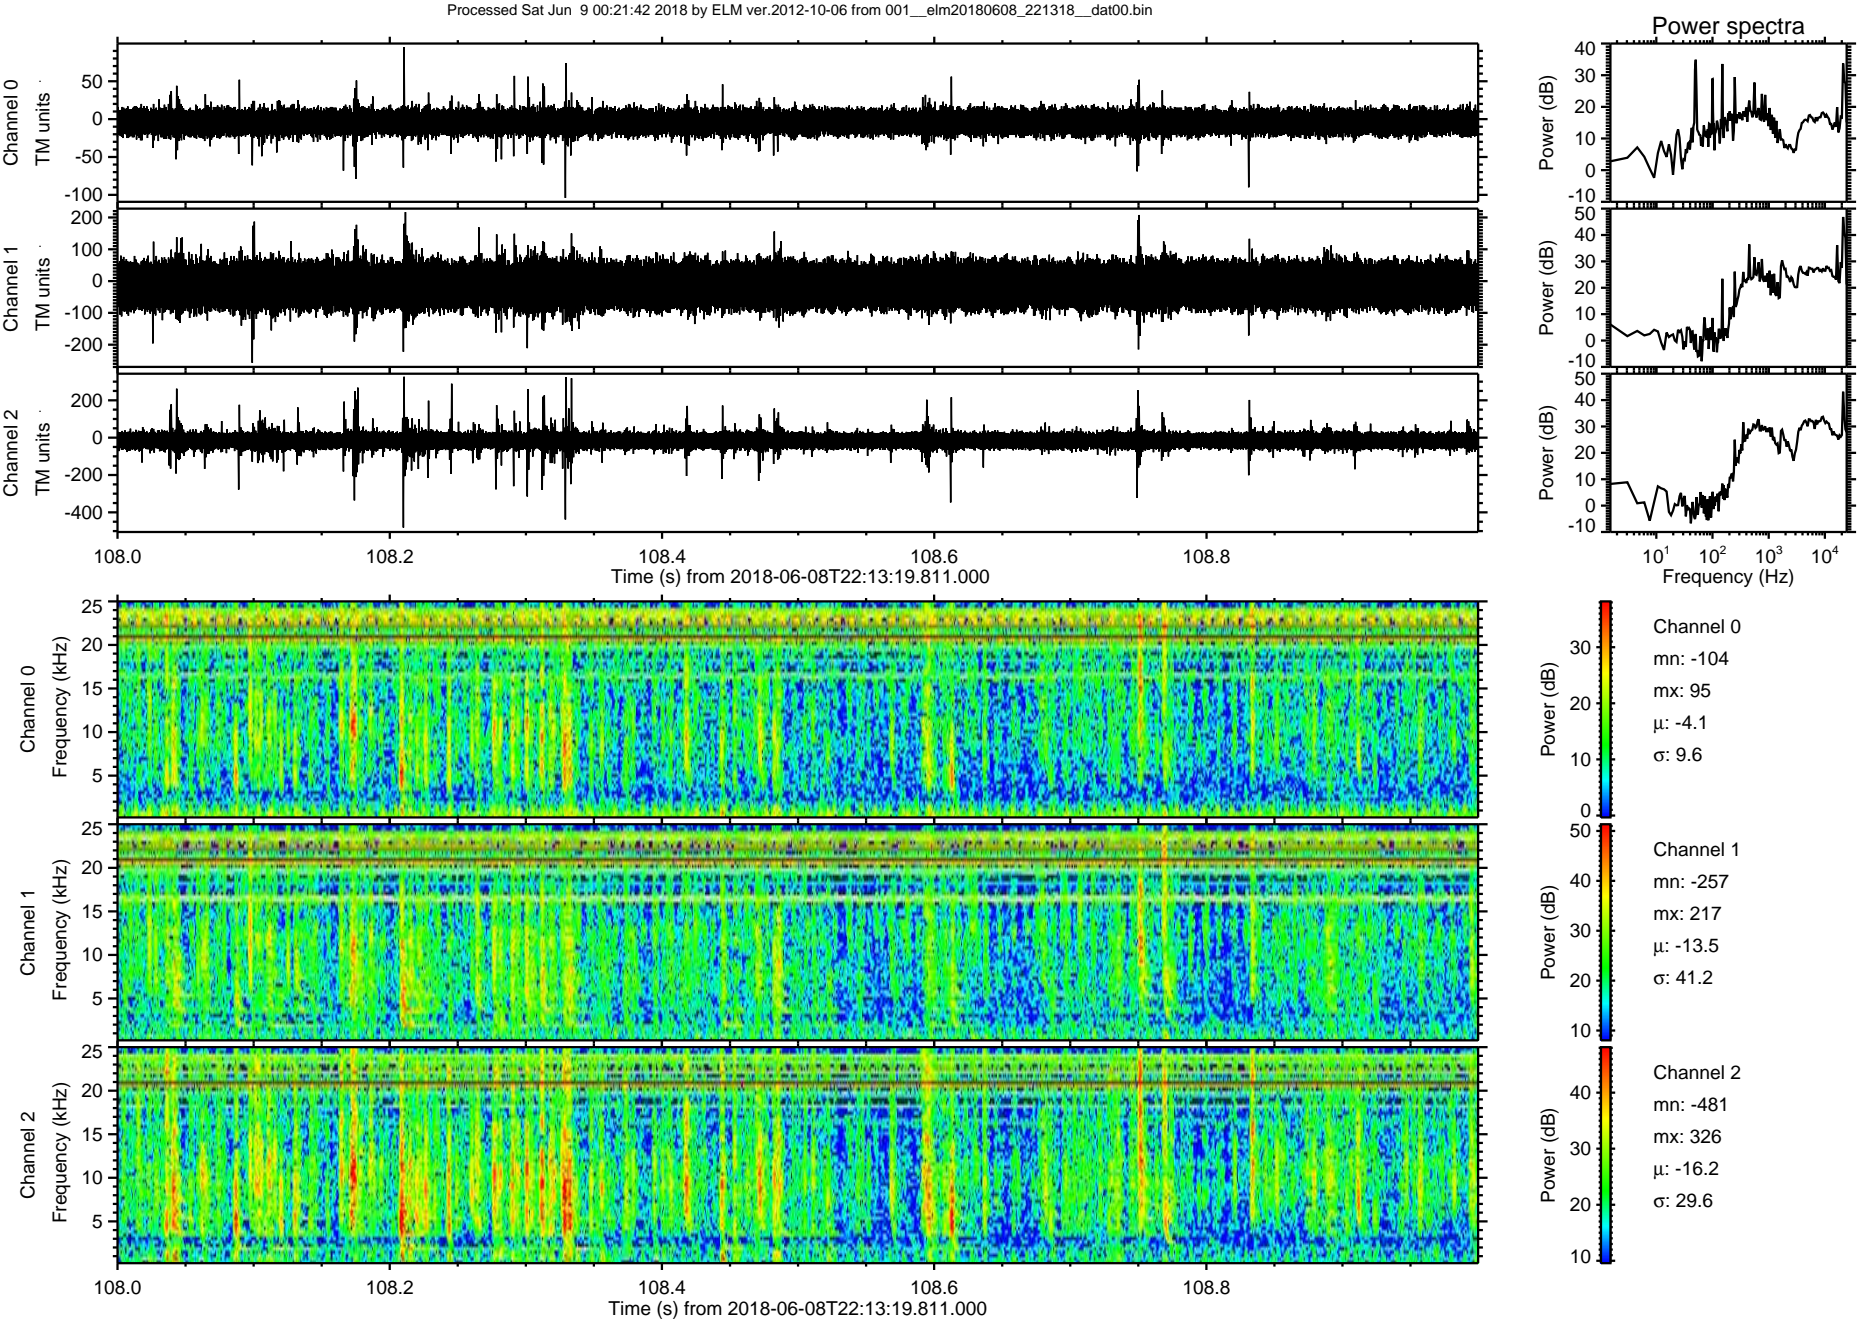 Processed Sat Jun  9 00:21:42 2018 by ELM ver.2012-10-06 from 001__elm20180608_221318__dat00.bin
Power spectra
Channel 0
TM units
50
0
-50
-100
Power (dB)
40
30
20
10
0
-10
Channel 1
TM units
200
100
0
-100
-200
Power (dB)
50
40
30
20
10
0
-10
Channel 2
TM units
200
0
-200
-400
Power (dB)
50
40
30
20
10
0
-10
108.0 108.2 108.4 108.6 108.8
Time (s) from 2018-06-08T22:13:19.811.000
10¹ 10² 10³ 10⁴
Frequency (Hz)
Channel 0
Frequency (kHz)
25
20
15
10
5
Power (dB)
30
20
10
0
Channel 0
mn: -104
mx: 95
μ: -4.1
σ: 9.6
Channel 1
Frequency (kHz)
25
20
15
10
5
Power (dB)
50
40
30
20
10
Channel 1
mn: -257
mx: 217
μ: -13.5
σ: 41.2
Channel 2
Frequency (kHz)
25
20
15
10
5
Power (dB)
40
30
20
10
Channel 2
mn: -481
mx: 326
μ: -16.2
σ: 29.6
108.0 108.2 108.4 108.6 108.8
Time (s) from 2018-06-08T22:13:19.811.000